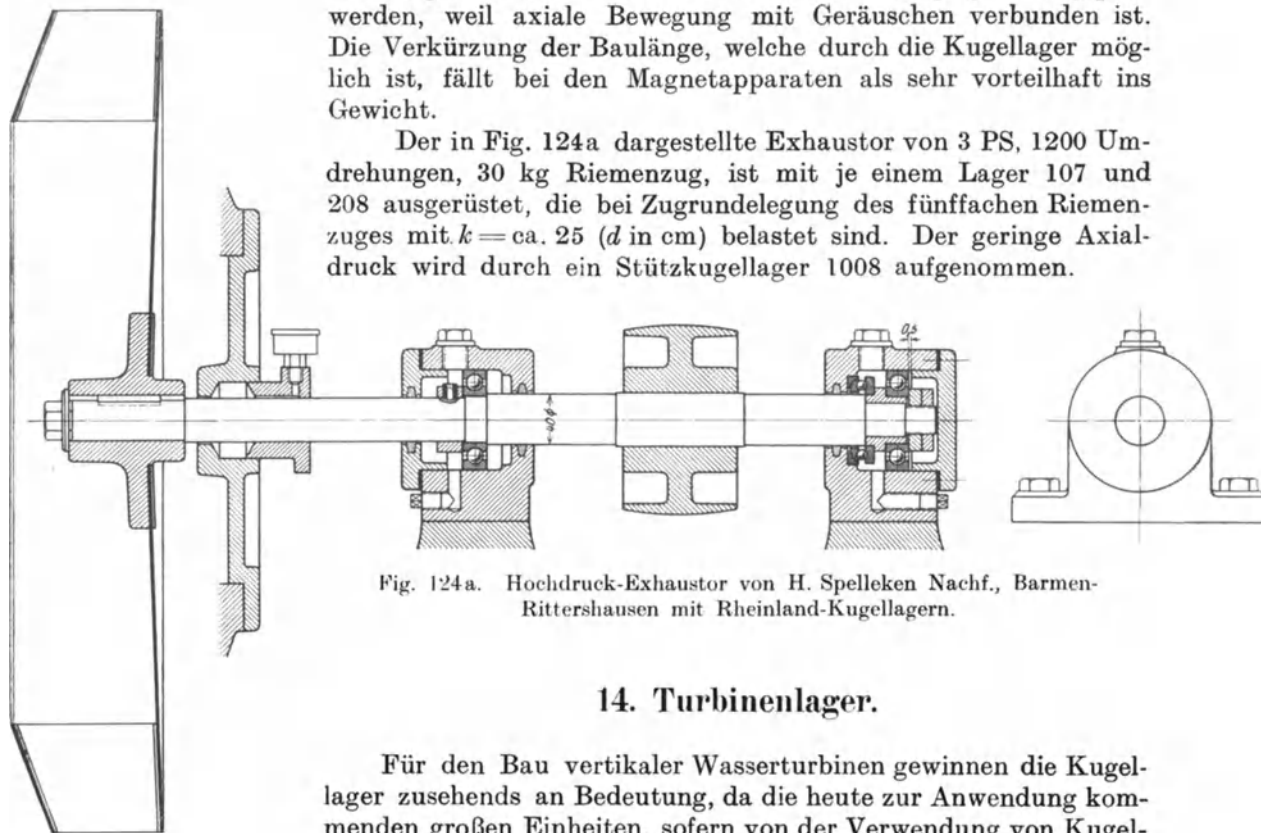 werden, weil axiale Bewegung mit Geräuschen verbunden ist.
Die Verkürzung der Baulänge, welche durch die Kugellager mög-
lich ist, fällt bei den Magnetapparaten als sehr vorteilhaft ins
Gewicht.
Der in Fig. 124a dargestellte Exhaustor von 3 PS, 1200 Um-
drehungen, 30 kg Riemenzug, ist mit je einem Lager 107 und
208 ausgerüstet, die bei Zugrundelegung des fünffachen Riemen-
zuges mit k = ca. 25 (d in cm) belastet sind. Der geringe Axial-
druck wird durch ein Stützkugellager 1008 aufgenommen.
0,5
40 φ
Fig. 124a. Hochdruck-Exhaustor von H. Spelleken Nachf., Barmen-
Rittershausen mit Rheinland-Kugellagern.
14. Turbinenlager.
Für den Bau vertikaler Wasserturbinen gewinnen die Kugel-
lager zusehends an Bedeutung, da die heute zur Anwendung kom-
menden großen Einheiten, sofern von der Verwendung von Kugel-